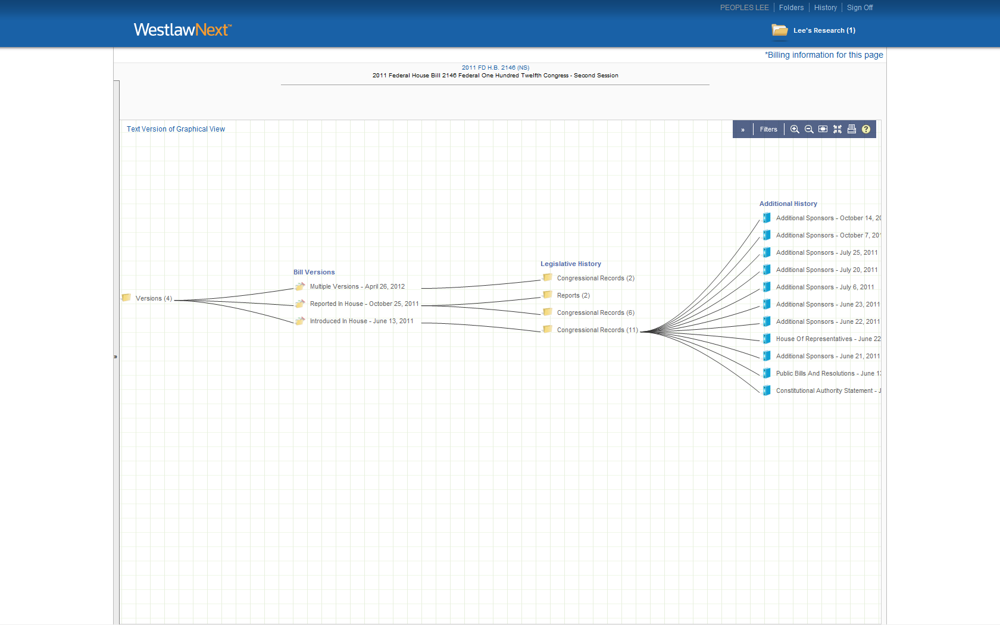 PEOPLES LEE Folders History Sign Off
WestlawNext™
Lee's Research (1)
*Billing information for this page
2011 FD H.B. 2146 (NS)
2011 Federal House Bill 2146 Federal One Hundred Twelfth Congress - Second Session
Text Version of Graphical View
» Filters ?
Versions (4)
Bill Versions
Multiple Versions - April 26, 2012
Reported In House - October 25, 2011
Introduced In House - June 13, 2011
Legislative History
Congressional Records (2)
Reports (2)
Congressional Records (6)
Congressional Records (11)
Additional History
Additional Sponsors - October 14, 20
Additional Sponsors - October 7, 201
Additional Sponsors - July 25, 2011
Additional Sponsors - July 20, 2011
Additional Sponsors - July 6, 2011
Additional Sponsors - June 23, 2011
Additional Sponsors - June 22, 2011
House Of Representatives - June 22
Additional Sponsors - June 21, 2011
Public Bills And Resolutions - June 13
Constitutional Authority Statement - J
»